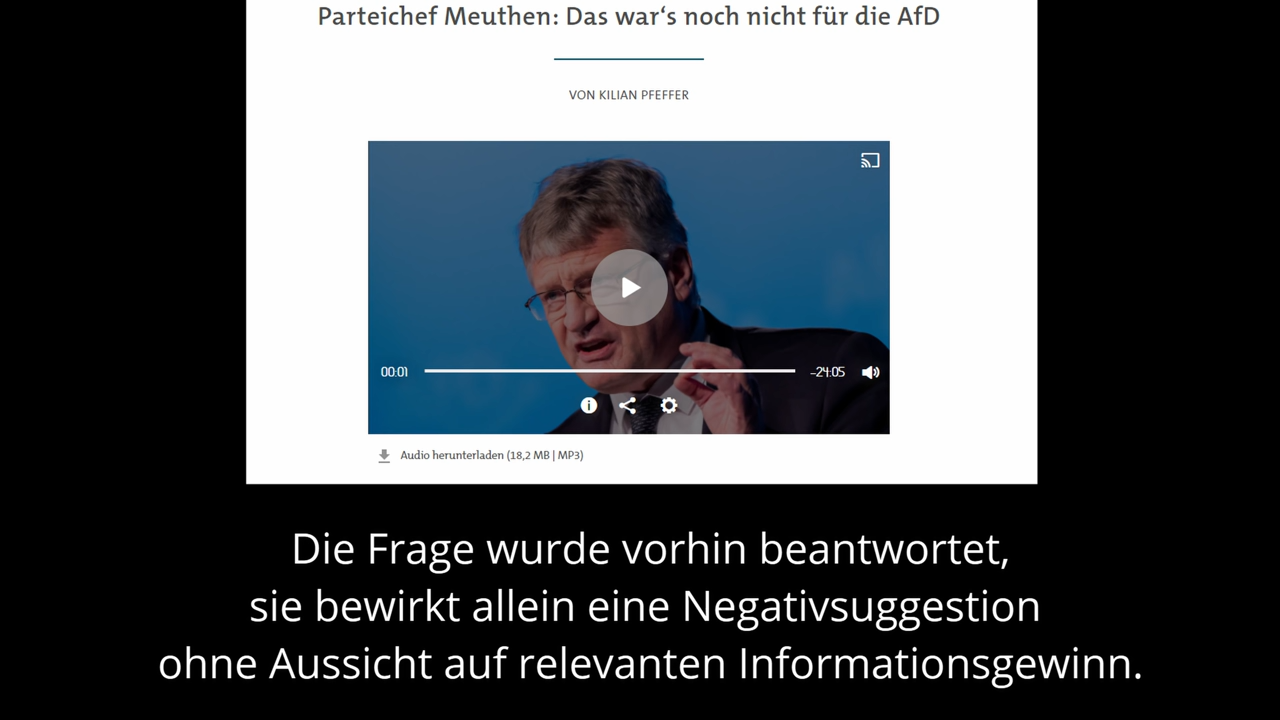 Parteichef Meuthen: Das war‘s noch nicht für die AfD
VON KILIAN PFEFFER
00:01
-24:05
Audio herunterladen (18,2 MB | MP3)
Die Frage wurde vorhin beantwortet,
sie bewirkt allein eine Negativsuggestion
ohne Aussicht auf relevanten Informationsgewinn.